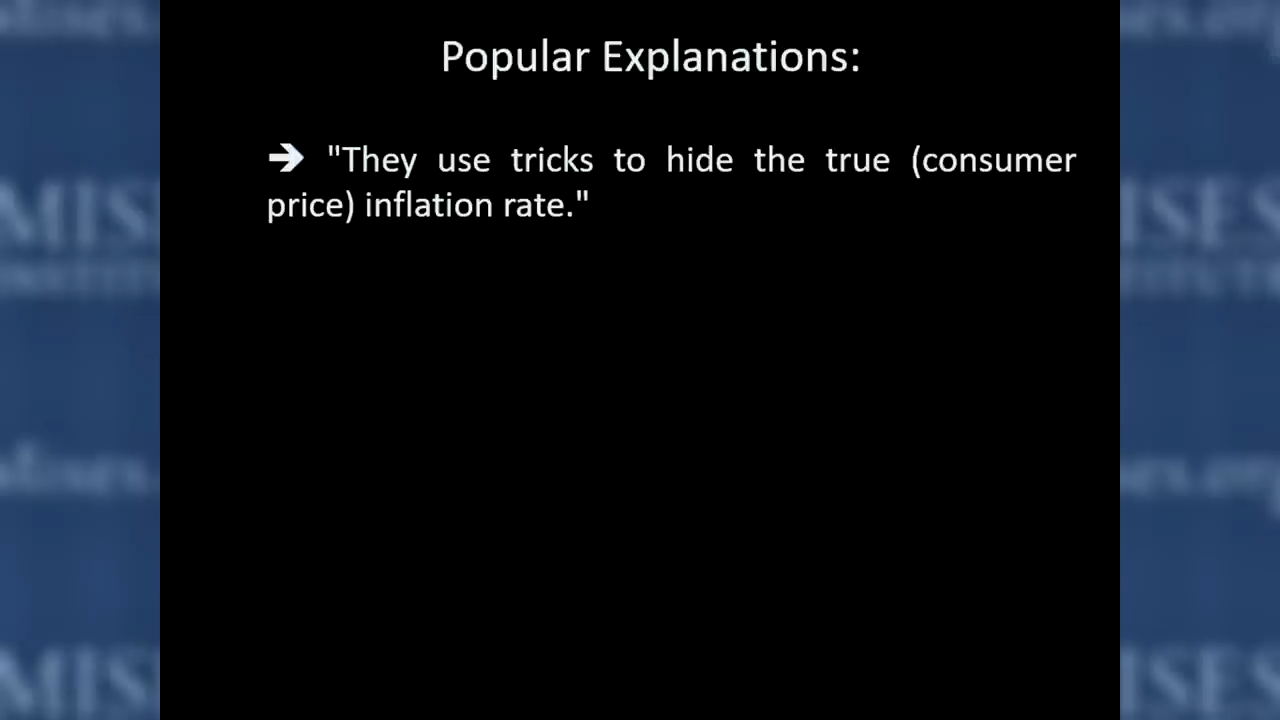 Popular Explanations:
➔ "They use tricks to hide the true (consumer
price) inflation rate."